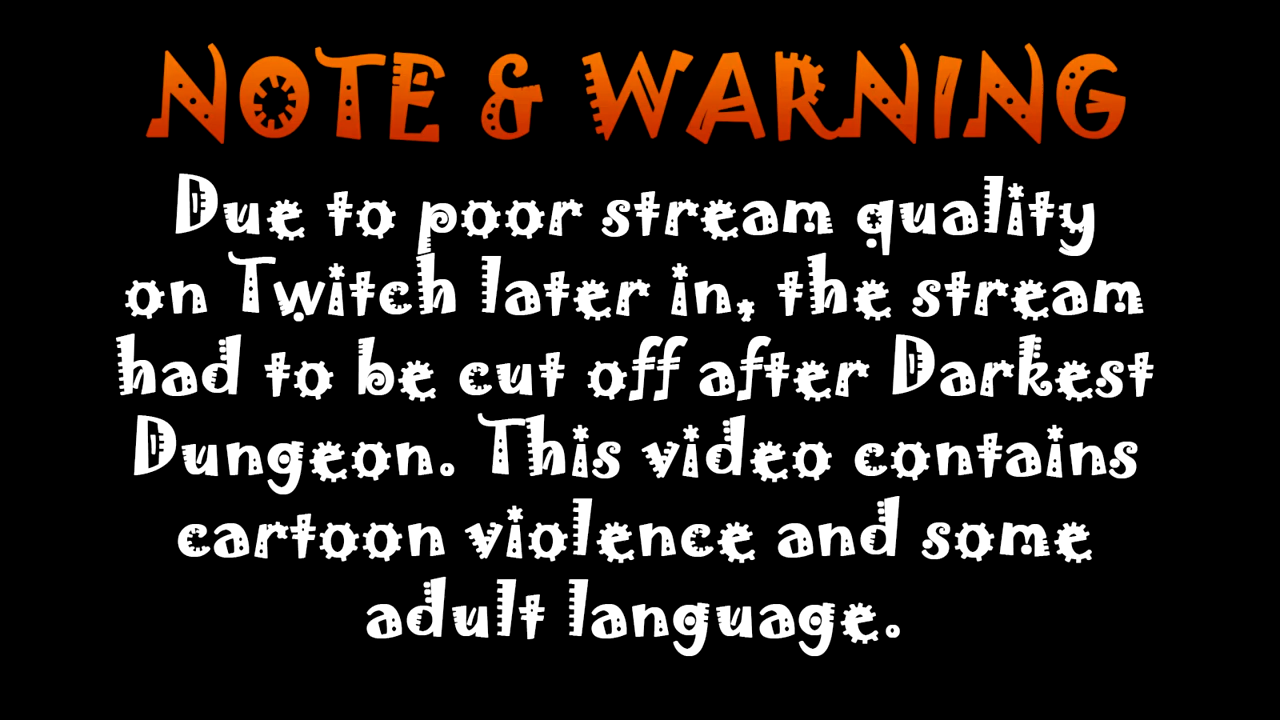 NOTE & WARNING
Due to poor stream quality
on Twitch later in, the stream
had to be cut off after Darkest
Dungeon. This video contains
cartoon violence and some
adult language.